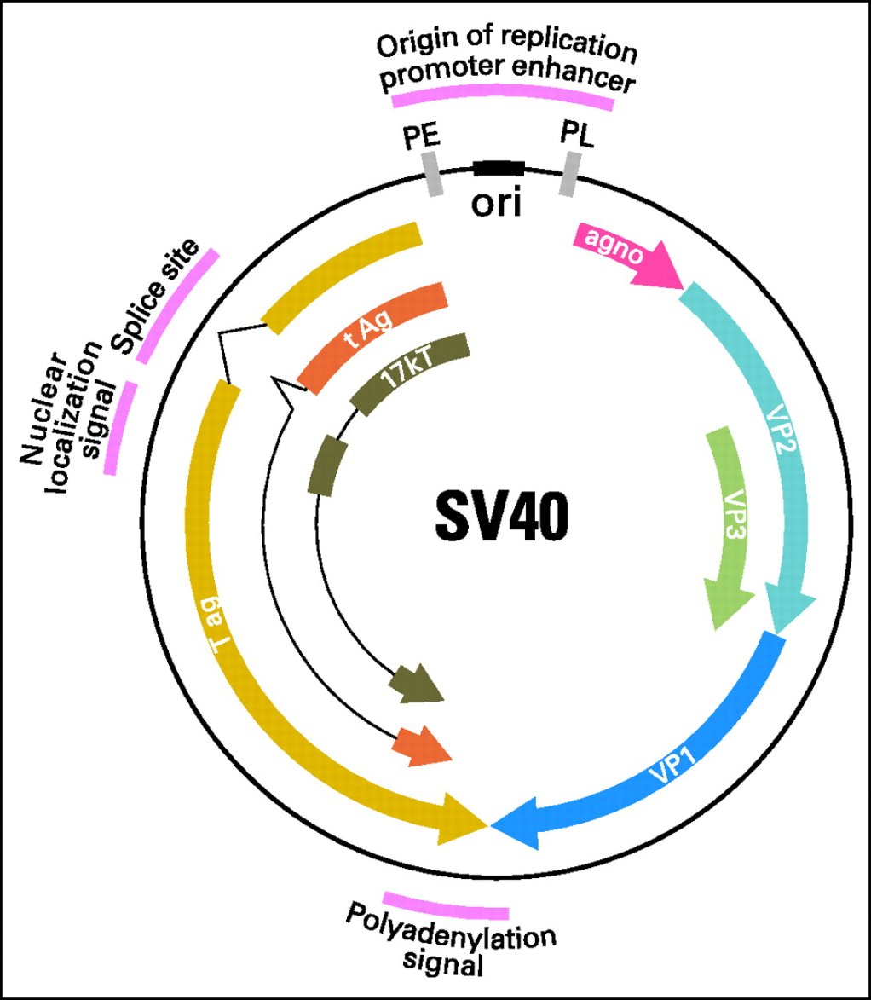 Origin of replication
promoter enhancer
PE
PL
ori
agno
Splice site
t Ag
17kT
Nuclear
localization
signal
VP2
VP3
SV40
T ag
VP1
Polyadenylation
signal